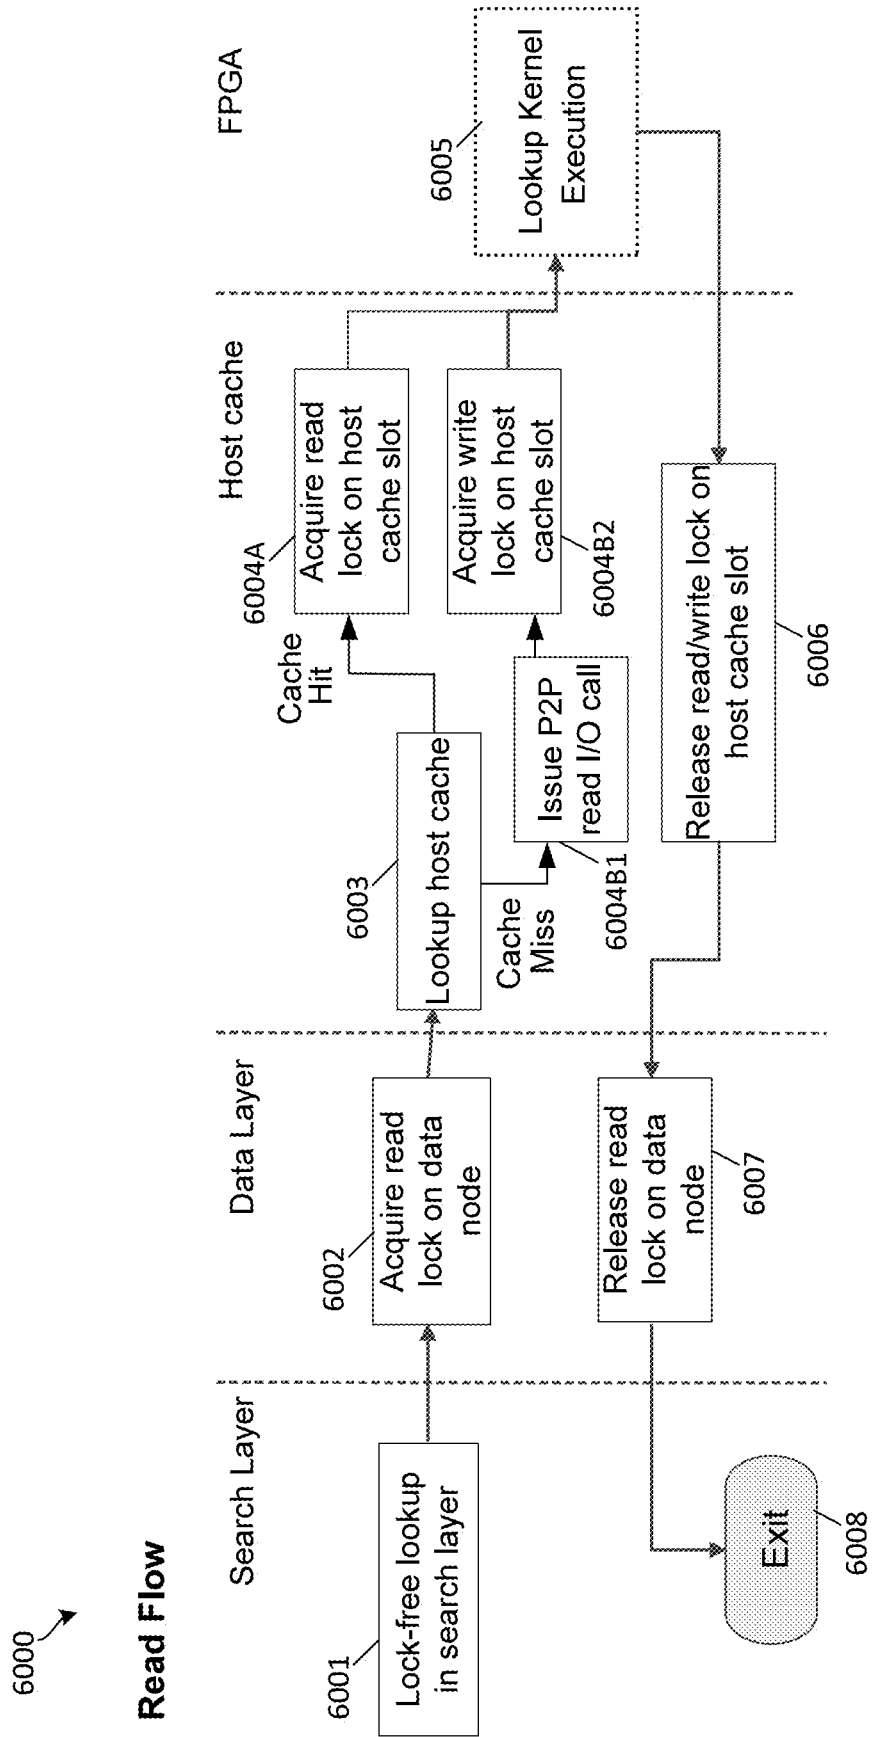 6000
Read Flow
Search Layer
Data Layer
Host cache
FPGA
6001
Lock-free lookup
in search layer
6002
Acquire read
lock on data
node
6003
Lookup host cache
Cache
Hit
6004A
Acquire read
lock on host
cache slot
Cache
Miss
6004B1
Issue P2P
read I/O call
6004B2
Acquire write
lock on host
cache slot
6005
Lookup Kernel
Execution
Release read/write lock on
host cache slot
6006
Release read
lock on data
node
6007
Exit
6008